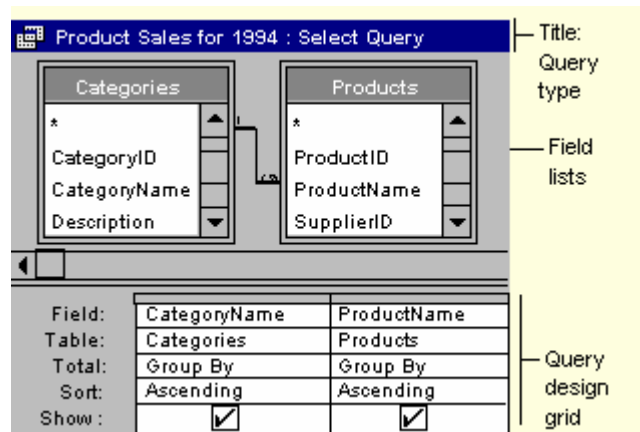 Product Sales for 1994 : Select Query
Title:
Query
type
Categories
*
CategoryID
CategoryName
Description
1
∞
Products
*
ProductID
ProductName
SupplierID
Field
lists
Field: CategoryName ProductName
Table: Categories Products
Total: Group By Group By
Sort: Ascending Ascending
Show :
Query
design
grid